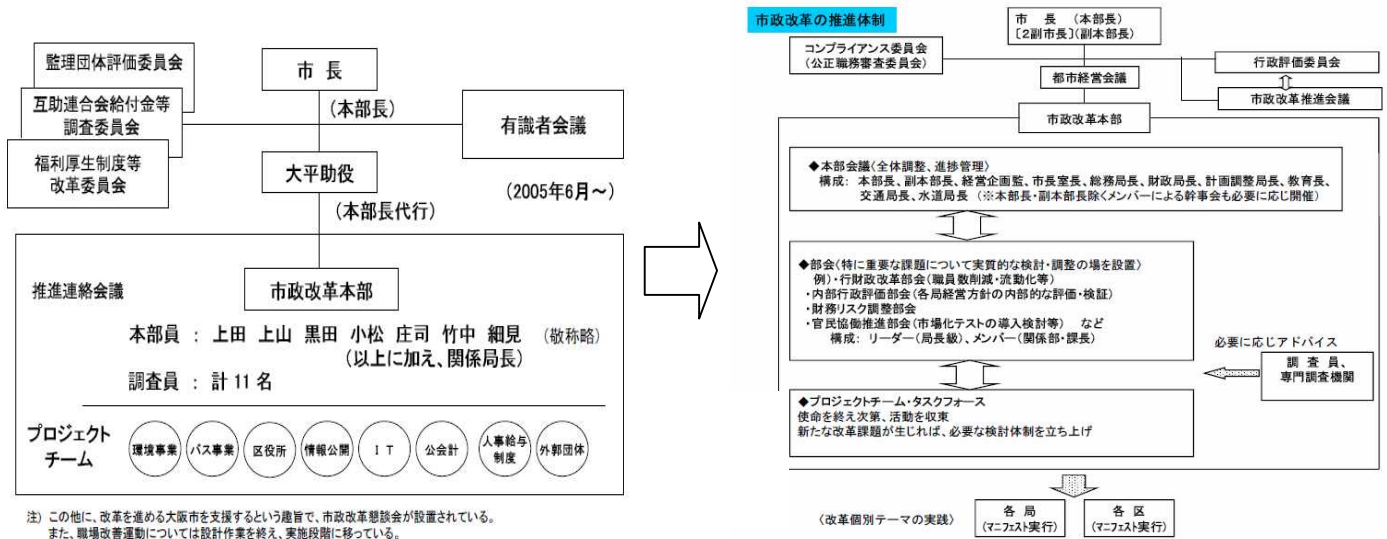 監理団体評価委員会
互助連合会給付金等
調査委員会
福利厚生制度等
改革委員会
市 長
(本部長)
有識者会議
大平助役
(2005年6月～)
(本部長代行)
推進連絡会議
市政改革本部
本部員 ： 上田 上山 黒田 小松 庄司 竹中 細見 (敬称略)
(以上に加え、関係局長)
調査員 ： 計 11 名
プロジェクト
チーム
環境事業
バス事業
区役所
情報公開
I T
公会計
人事給与
制度
外郭団体
注) この他に、改革を進める大阪市を支援するという趣旨で、市政改革懇談会が設置されている。
また、職場改善運動については設計作業を終え、実施段階に移っている。
市政改革の推進体制
市 長 (本部長)
〔2副市長〕(副本部長)
コンプライアンス委員会
(公正職務審査委員会)
行政評価委員会
都市経営会議
市政改革推進会議
市政改革本部
◆本部会議〈全体調整、進捗管理〉
構成： 本部長、副本部長、経営企画監、市長室長、総務局長、財政局長、計画調整局長、教育長、
交通局長、水道局長 (※本部長・副本部長除くメンバーによる幹事会も必要に応じ開催)
◆部会〈特に重要な課題について実質的な検討・調整の場を設置〉
例)・行財政改革部会(職員数削減・流動化等)
・内部行政評価部会(各局経営方針の内部的な評価・検証)
・財務リスク調整部会
・官民協働推進部会(市場化テストの導入検討等) など
構成： リーダー(局長級)、メンバー(関係部・課長)
必要に応じアドバイス
調 査 員、
専門調査機関
◆プロジェクトチーム・タスクフォース
使命を終え次第、活動を収束
新たな改革課題が生じれば、必要な検討体制を立ち上げ
〈改革個別テーマの実践〉
各 局
(マニフェスト実行)
各 区
(マニフェスト実行)